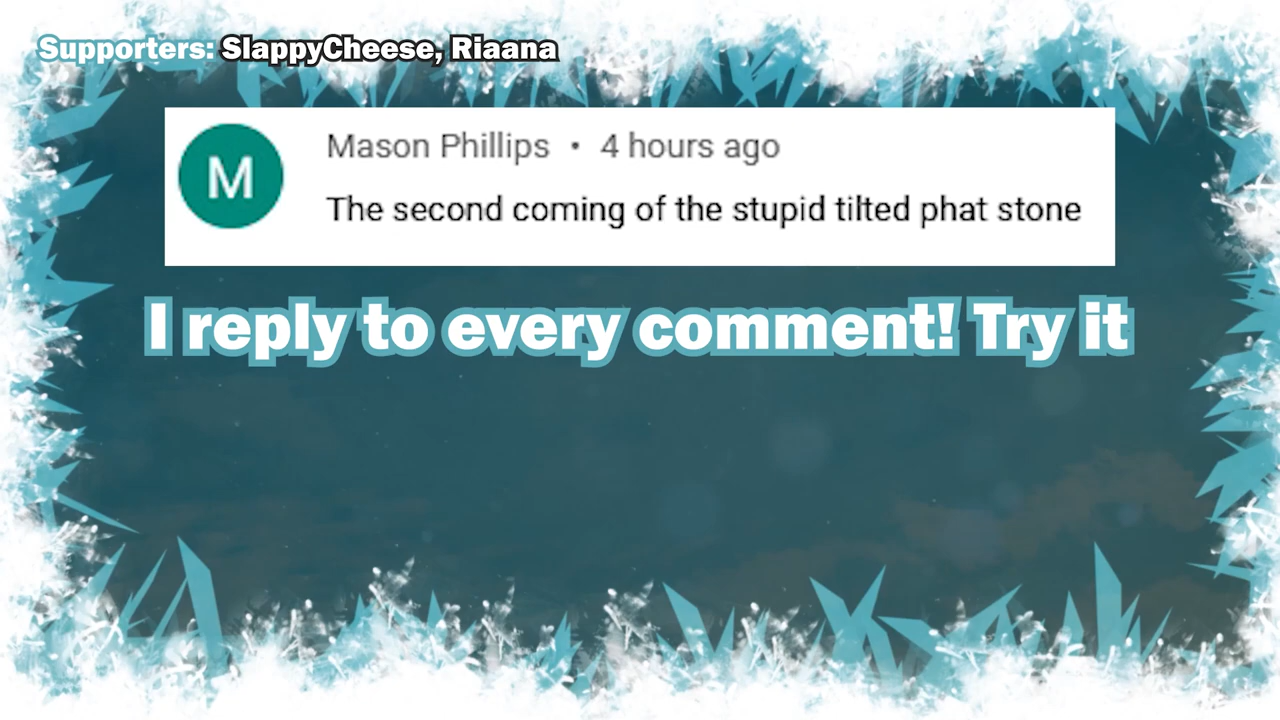 Supporters: SlappyCheese, Riaana
M
Mason Phillips • 4 hours ago
The second coming of the stupid tilted phat stone
I reply to every comment! Try it